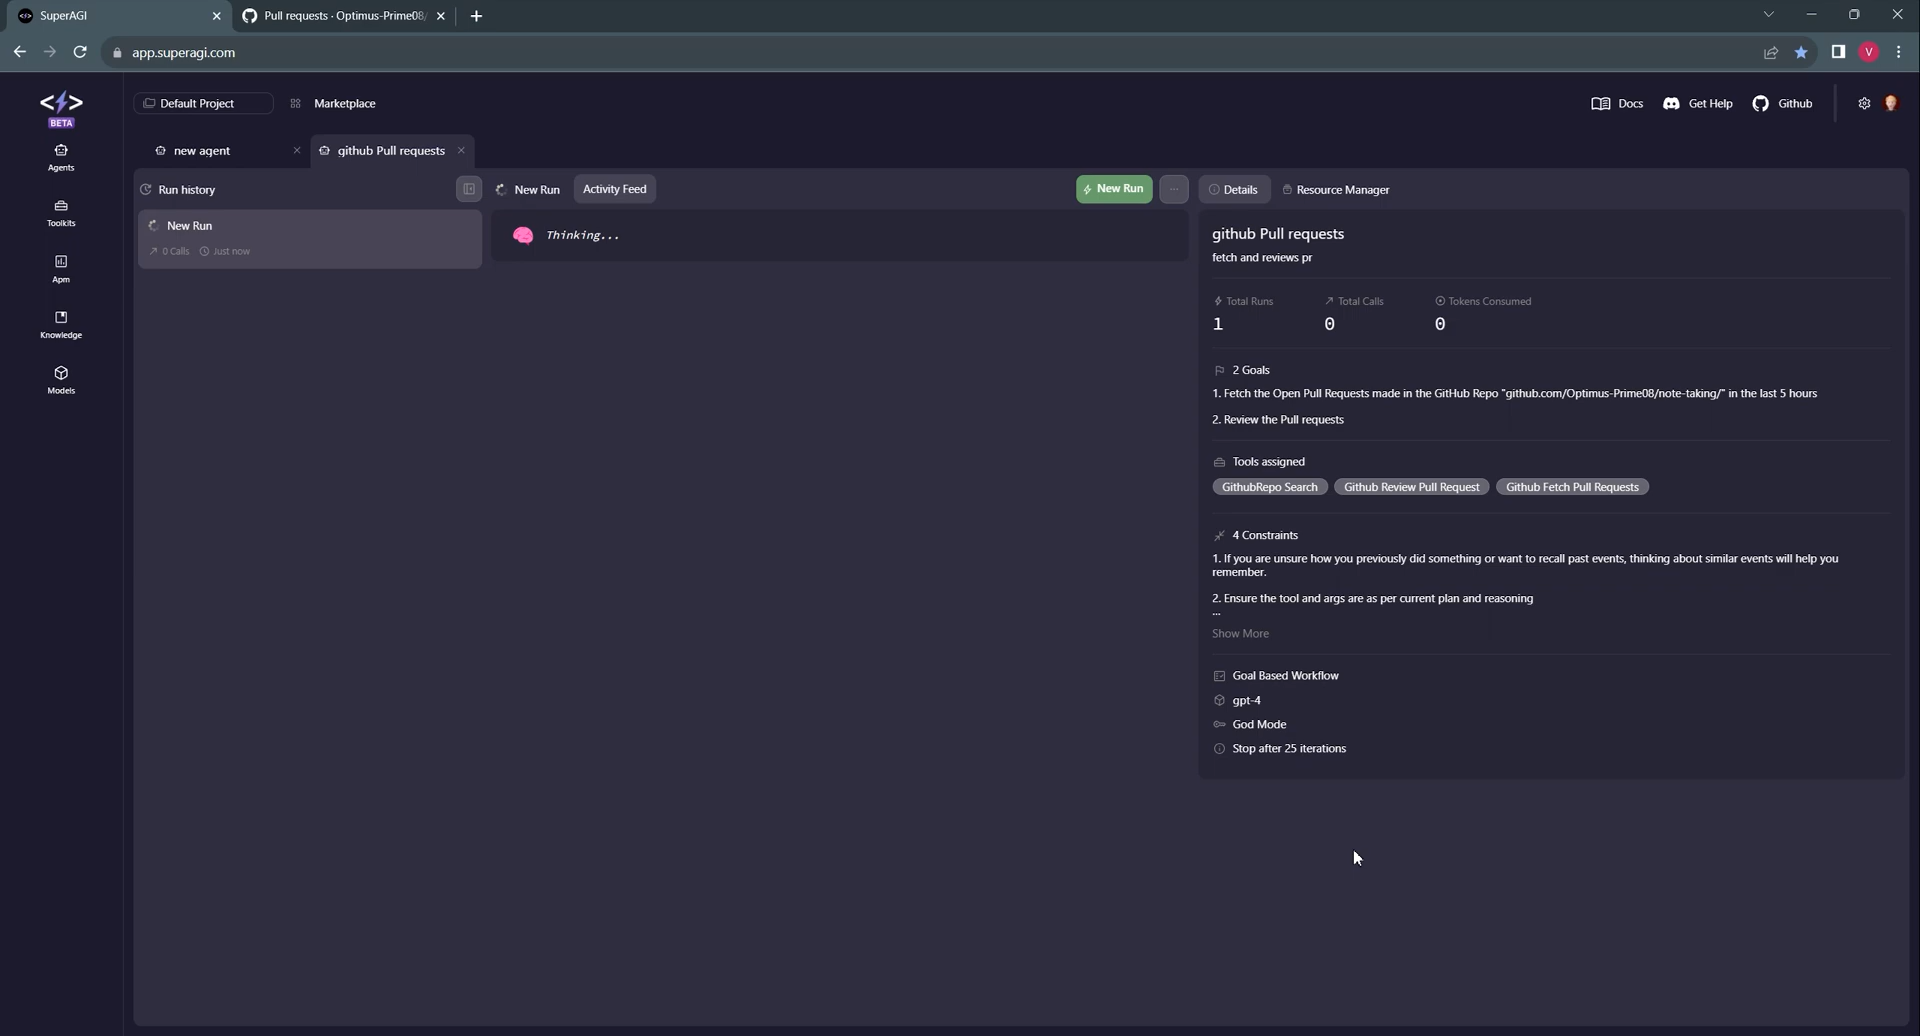 SuperAGI
Pull requests · Optimus-Prime08/
app.superagi.com
V
BETA
Default Project
Marketplace
Docs
Get Help
Github
Agents
Toolkits
Apm
Knowledge
Models
new agent
github Pull requests
Run history
New Run
Activity Feed
New Run
...
Details
Resource Manager
New Run
0 Calls
Just now
Thinking...
github Pull requests
fetch and reviews pr
Total Runs
Total Calls
Tokens Consumed
1
0
0
2 Goals
1. Fetch the Open Pull Requests made in the GitHub Repo "github.com/Optimus-Prime08/note-taking/" in the last 5 hours
2. Review the Pull requests
Tools assigned
GithubRepo Search
Github Review Pull Request
Github Fetch Pull Requests
4 Constraints
1. If you are unsure how you previously did something or want to recall past events, thinking about similar events will help you
remember.
2. Ensure the tool and args are as per current plan and reasoning
...
Show More
Goal Based Workflow
gpt-4
God Mode
Stop after 25 iterations